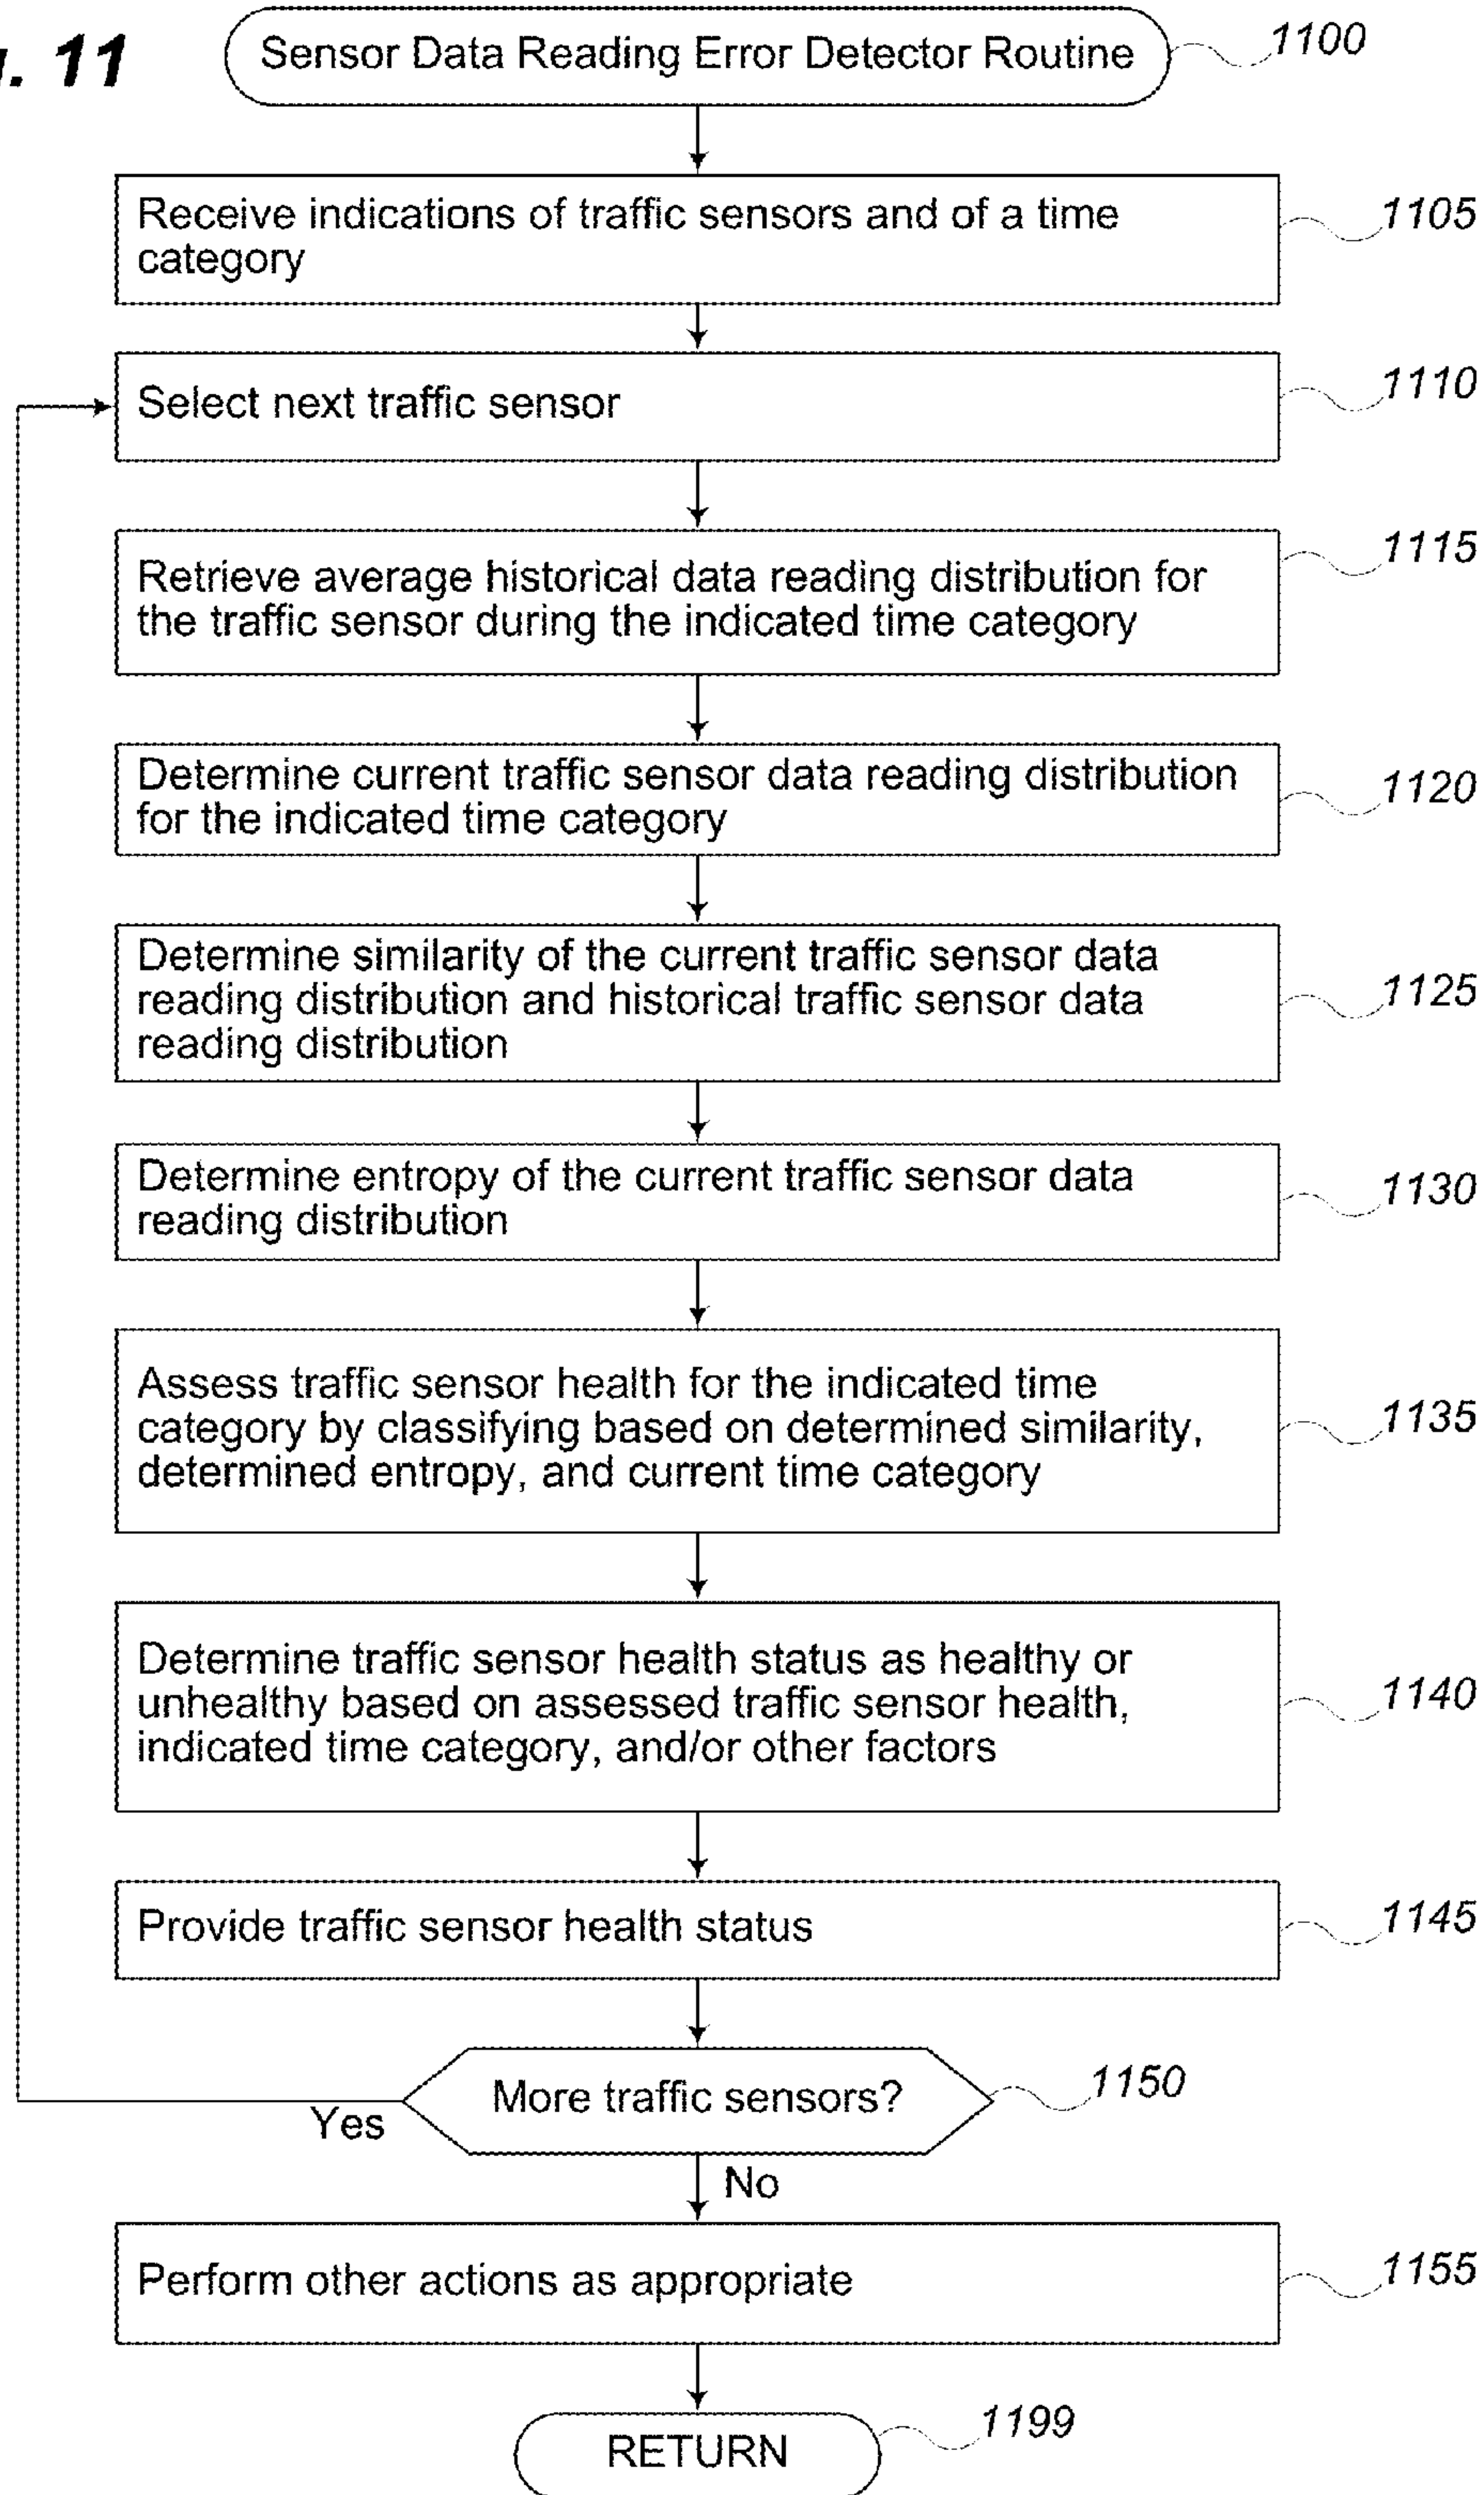 . 11
Sensor Data Reading Error Detector Routine
1100
Receive indications of traffic sensors and of a time
category
1105
Select next traffic sensor
1110
Retrieve average historical data reading distribution for
the traffic sensor during the indicated time category
1115
Determine current traffic sensor data reading distribution
for the indicated time category
1120
Determine similarity of the current traffic sensor data
reading distribution and historical traffic sensor data
reading distribution
1125
Determine entropy of the current traffic sensor data
reading distribution
1130
Assess traffic sensor health for the indicated time
category by classifying based on determined similarity,
determined entropy, and current time category
1135
Determine traffic sensor health status as healthy or
unhealthy based on assessed traffic sensor health,
indicated time category, and/or other factors
1140
Provide traffic sensor health status
1145
More traffic sensors?
1150
Yes
No
Perform other actions as appropriate
1155
RETURN
1199